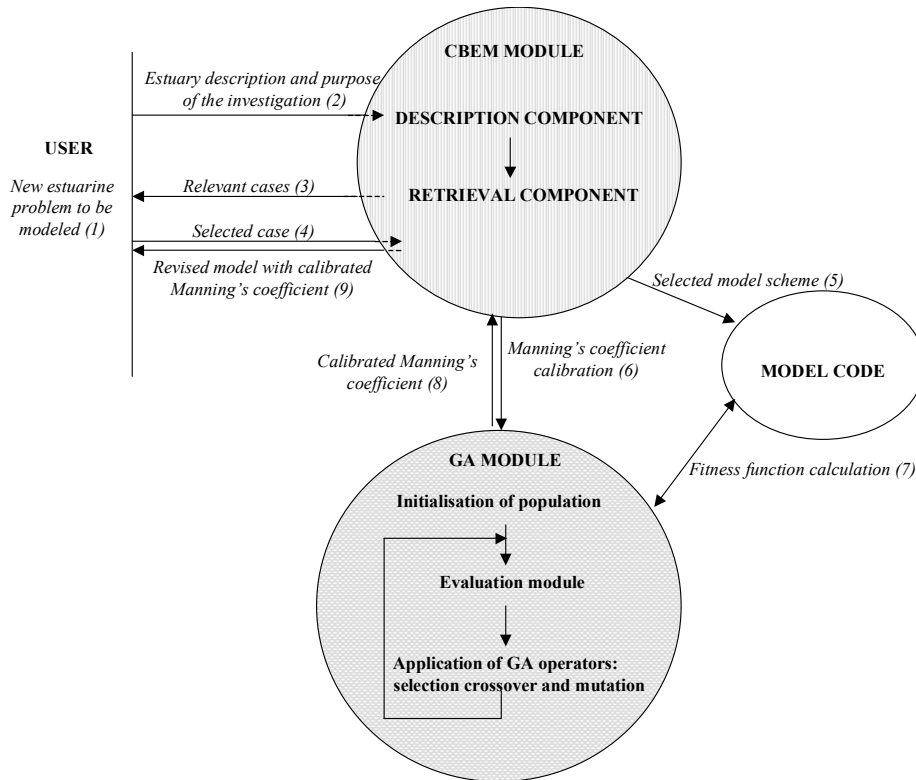 CBEM MODULE
Estuary description and purpose
of the investigation (2)
DESCRIPTION COMPONENT
USER
New estuarine
problem to be
modeled (1)
Relevant cases (3)
RETRIEVAL COMPONENT
Selected case (4)
Revised model with calibrated
Manning's coefficient (9)
Selected model scheme (5)
Calibrated Manning's
coefficient (8)
Manning's coefficient
calibration (6)
MODEL CODE
GA MODULE
Fitness function calculation (7)
Initialisation of population
Evaluation module
Application of GA operators:
selection crossover and mutation